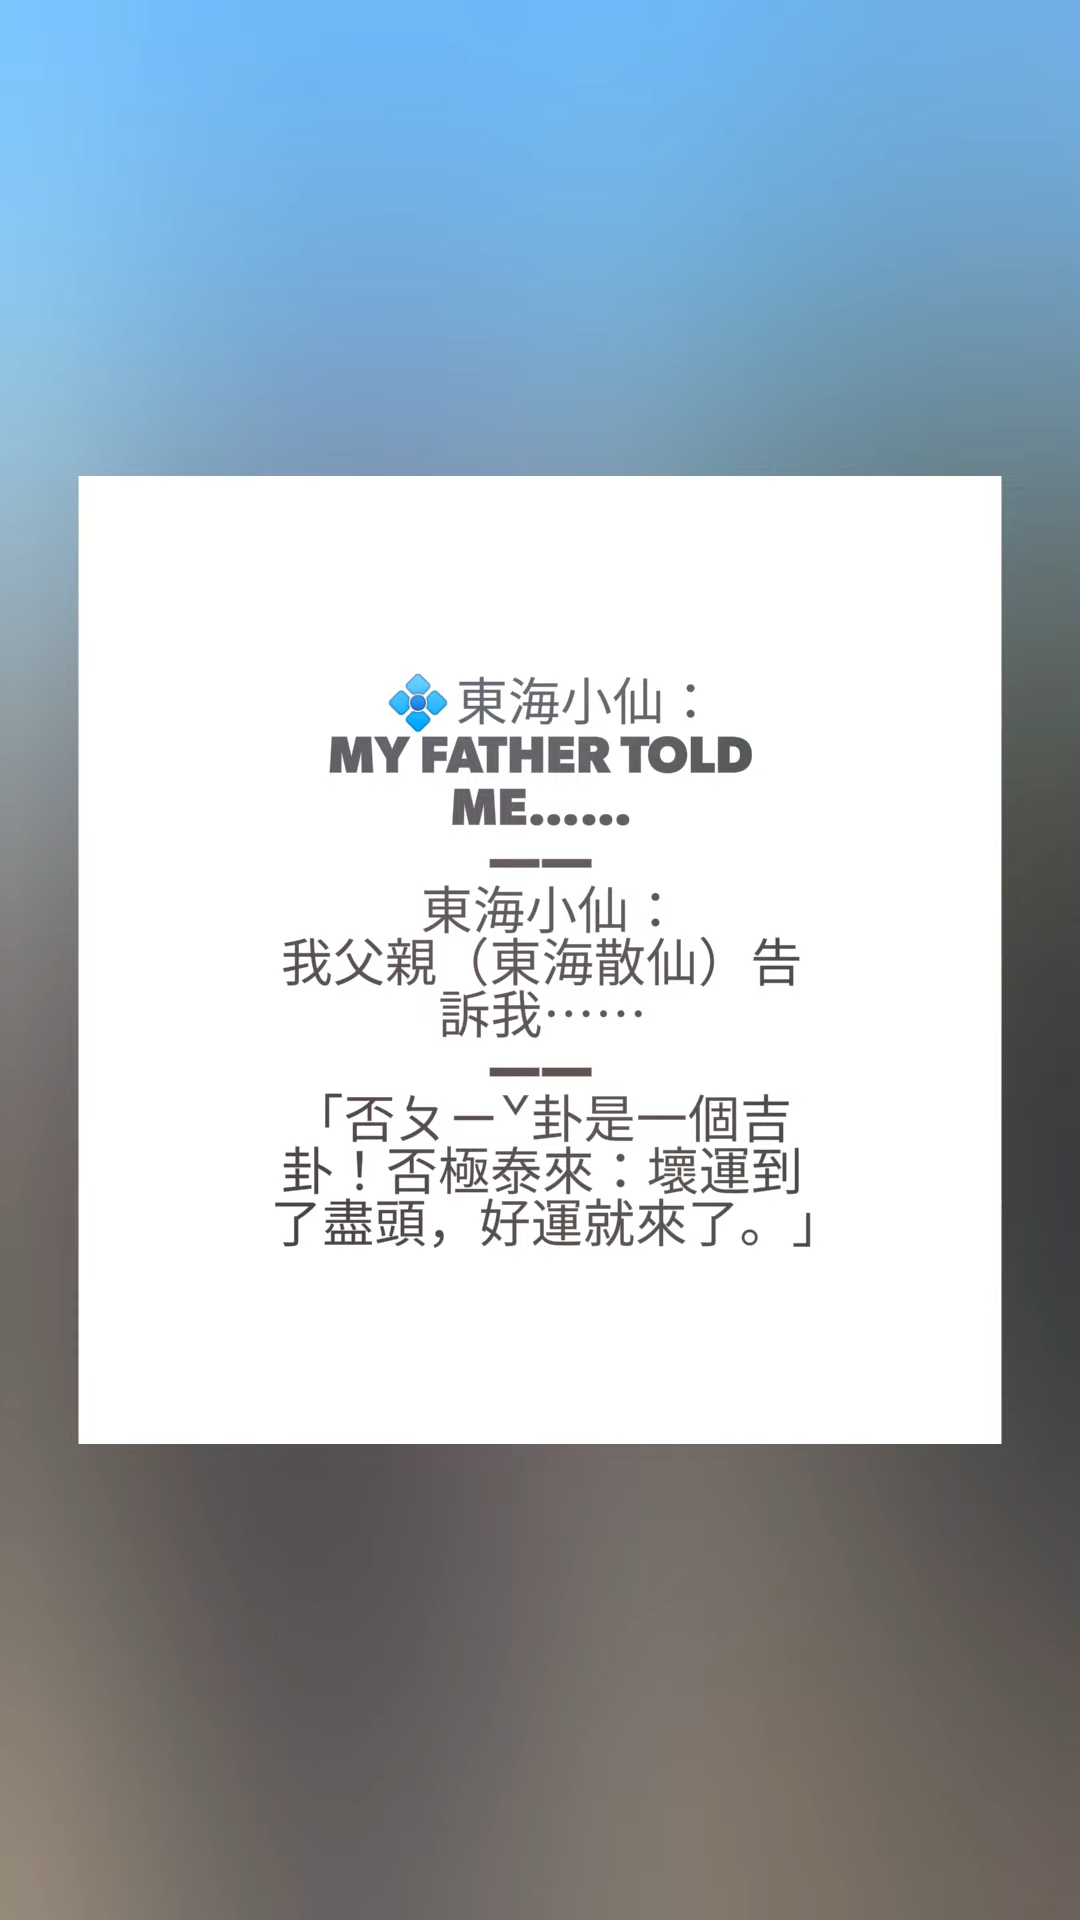 💠東海小仙：
MY FATHER TOLD
ME……
——
東海小仙：
我父親（東海散仙）告
訴我⋯⋯
——
「否ㄆㄧˇ卦是一個吉
卦！否極泰來：壞運到
了盡頭，好運就來了。」